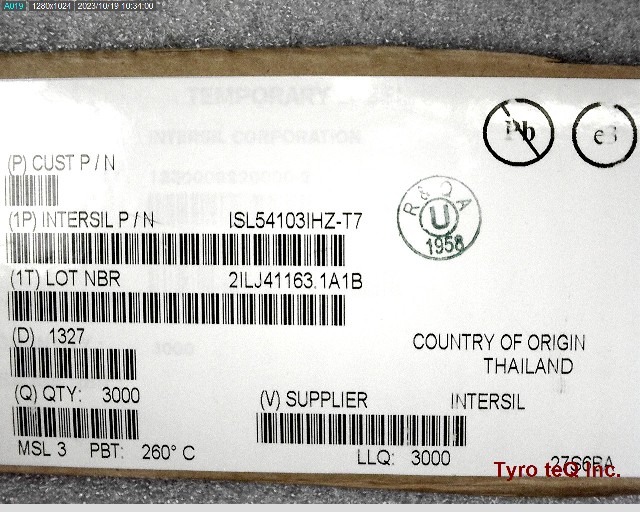 A019 1280x1024 2023/10/19 10:34:00
TEMPORARY
INTERSIL CORPORATION
Pb
e3
(P) CUST P / N
R & Q A
U
1958
(1P) INTERSIL P / N ISL54103IHZ-T7
(1T) LOT NBR 2ILJ41163.1A1B
(D) 1327
3000
COUNTRY OF ORIGIN
THAILAND
(Q) QTY: 3000
(V) SUPPLIER INTERSIL
MSL 3 PBT: 260° C
LLQ: 3000
Tyro teQ Inc.